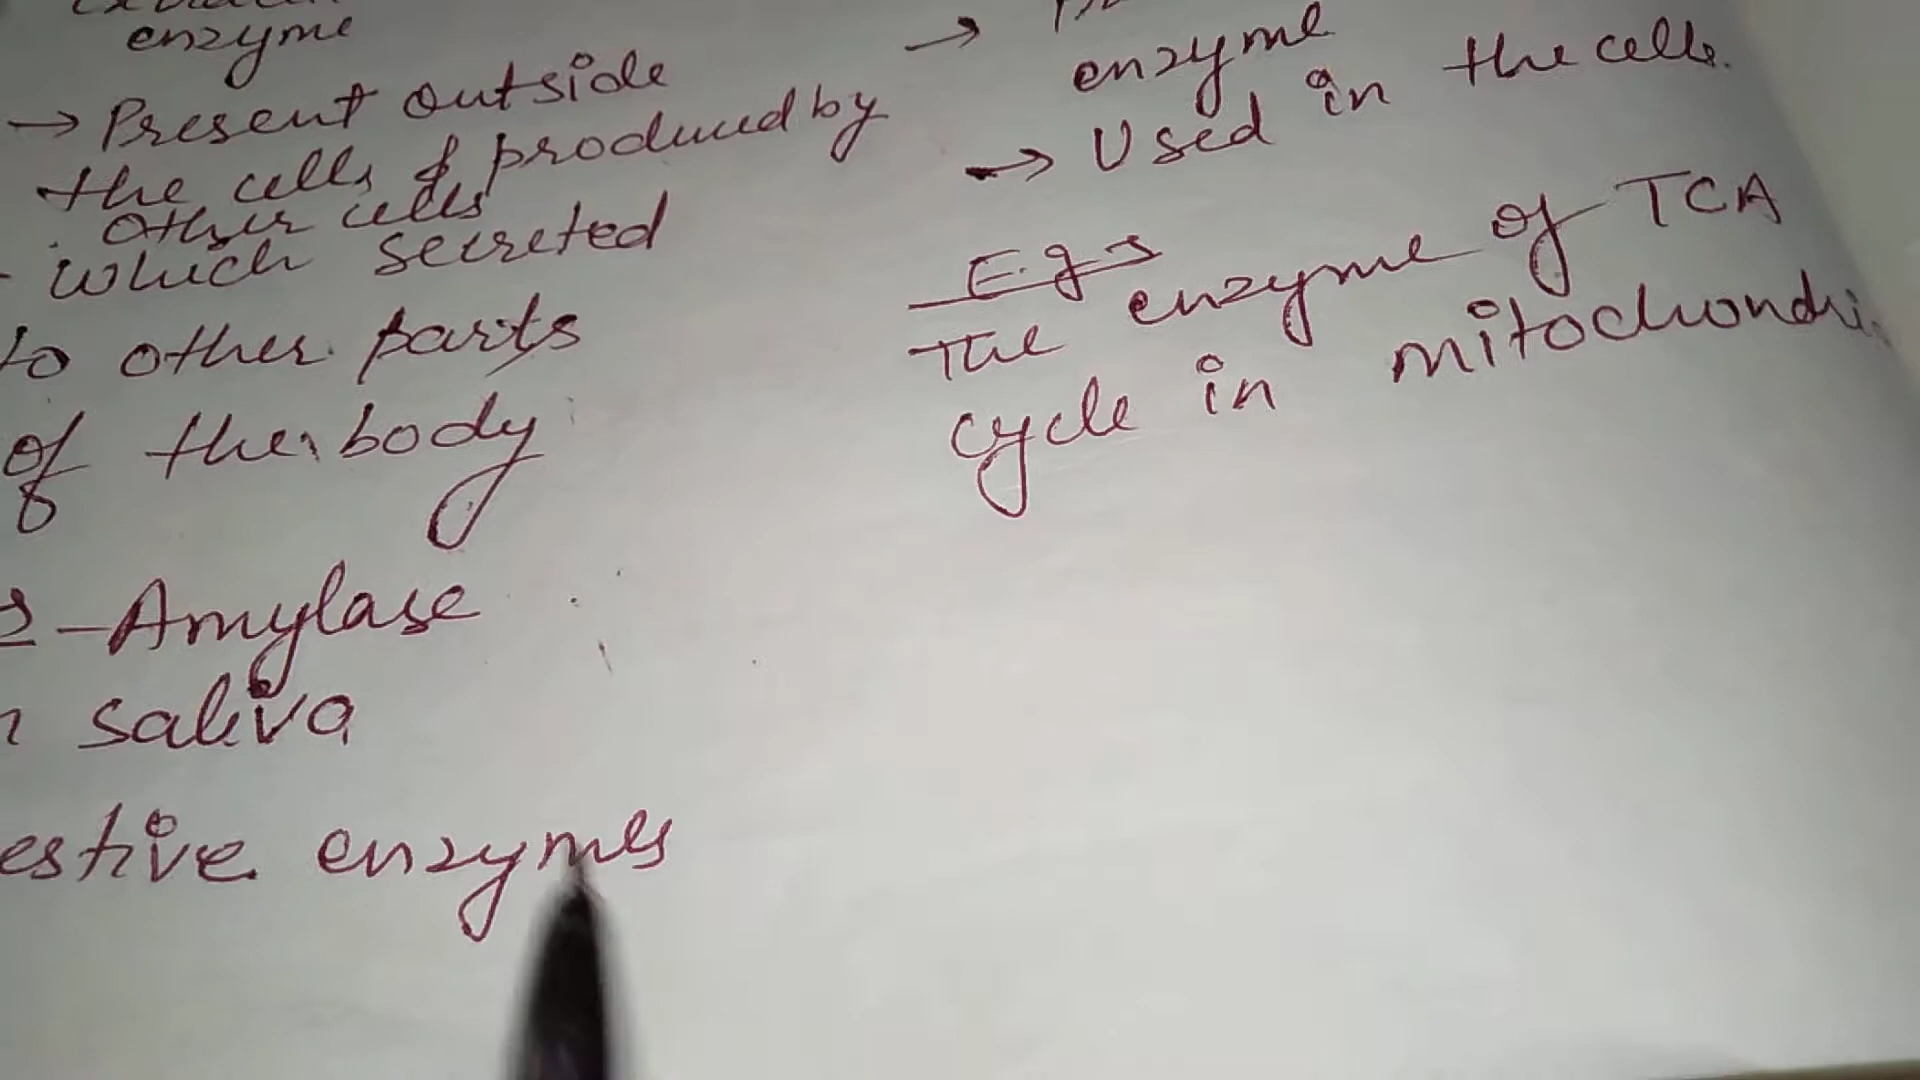 enzyme
→ Present outside
the cells & produced by
other cells
which secreted
to other parts
of the body
- Amylase
saliva
estive enzymes
→
enzyme
→ Used in the cells.
E.g.s
The enzyme of TCA
cycle in mitochondri